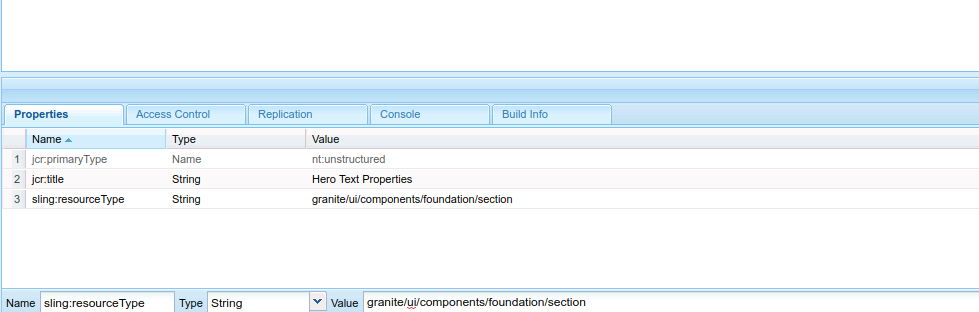 Properties Access Control Replication Console Build Info
Name Type Value
1 jcr:primaryType Name nt:unstructured
2 jcr:title String Hero Text Properties
3 sling:resourceType String granite/ui/components/foundation/section
Name sling:resourceType Type String Value granite/ui/components/foundation/section